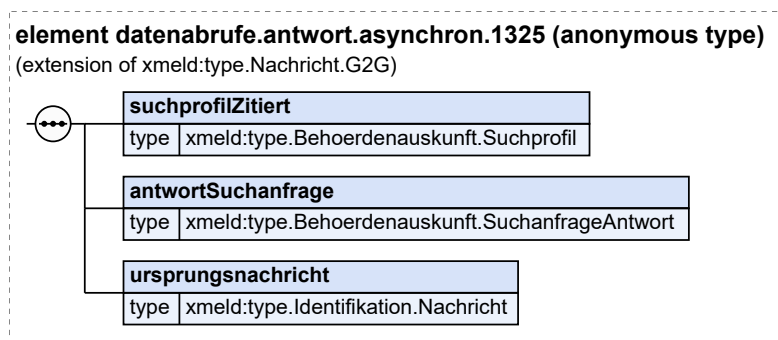 element datenabrufe.antwort.asynchron.1325 (anonymous type)
(extension of xmeld:type.Nachricht.G2G)
suchprofilZitiert
type xmeld:type.Behoerdenauskunft.Suchprofil
antwortSuchanfrage
type xmeld:type.Behoerdenauskunft.SuchanfrageAntwort
ursprungsnachricht
type xmeld:type.Identifikation.Nachricht